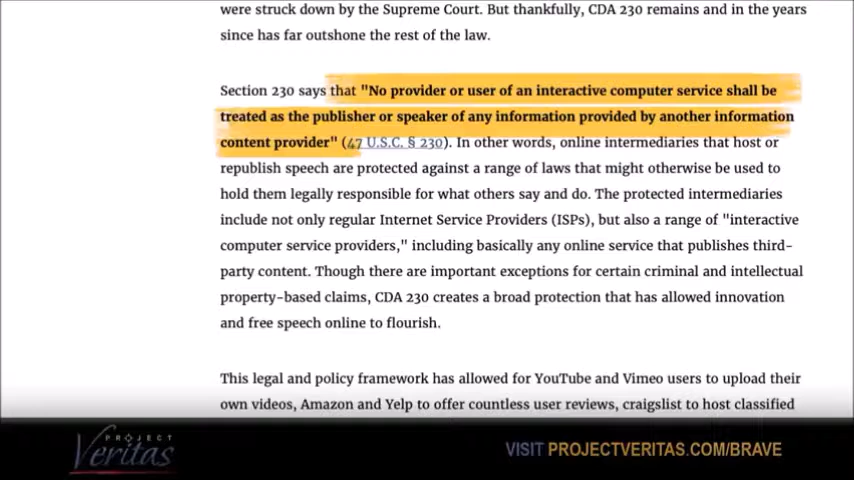 were struck down by the Supreme Court. But thankfully, CDA 230 remains and in the years
since has far outshone the rest of the law.
Section 230 says that "No provider or user of an interactive computer service shall be
treated as the publisher or speaker of any information provided by another information
content provider" (47 U.S.C. § 230). In other words, online intermediaries that host or
republish speech are protected against a range of laws that might otherwise be used to
hold them legally responsible for what others say and do. The protected intermediaries
include not only regular Internet Service Providers (ISPs), but also a range of "interactive
computer service providers," including basically any online service that publishes third-
party content. Though there are important exceptions for certain criminal and intellectual
property-based claims, CDA 230 creates a broad protection that has allowed innovation
and free speech online to flourish.
This legal and policy framework has allowed for YouTube and Vimeo users to upload their
own videos, Amazon and Yelp to offer countless user reviews, craigslist to host classified
PROJECT
Veritas
VISIT PROJECTVERITAS.COM/BRAVE